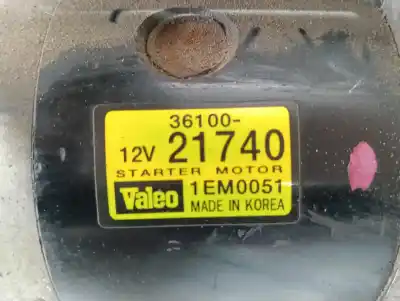 36100-
12V 21740
STARTER MOTOR
Valeo 1EM0051
MADE IN KOREA